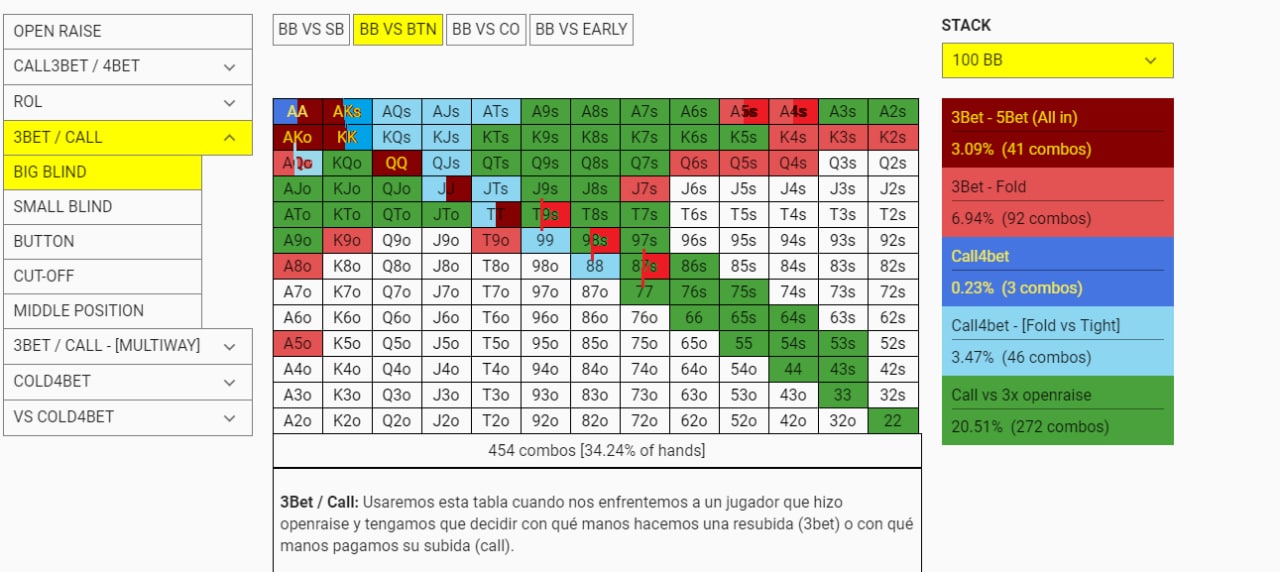 OPEN RAISE
CALL3BET / 4BET
ROL
3BET / CALL
BIG BLIND
SMALL BLIND
BUTTON
CUT-OFF
MIDDLE POSITION
3BET / CALL - [MULTIWAY]
COLD4BET
VS COLD4BET
BB VS SB BB VS BTN BB VS CO BB VS EARLY
AA AKs AQs AJs ATs A9s A8s A7s A6s A5s A4s A3s A2s
AKo KK KQs KJs KTs K9s K8s K7s K6s K5s K4s K3s K2s
AQo KQo QQ QJs QTs Q9s Q8s Q7s Q6s Q5s Q4s Q3s Q2s
AJo KJo QJo JJ JTs J9s J8s J7s J6s J5s J4s J3s J2s
ATo KTo QTo JTo TT T9s T8s T7s T6s T5s T4s T3s T2s
A9o K9o Q9o J9o T9o 99 98s 97s 96s 95s 94s 93s 92s
A8o K8o Q8o J8o T8o 98o 88 87s 86s 85s 84s 83s 82s
A7o K7o Q7o J7o T7o 97o 87o 77 76s 75s 74s 73s 72s
A6o K6o Q6o J6o T6o 96o 86o 76o 66 65s 64s 63s 62s
A5o K5o Q5o J5o T5o 95o 85o 75o 65o 55 54s 53s 52s
A4o K4o Q4o J4o T4o 94o 84o 74o 64o 54o 44 43s 42s
A3o K3o Q3o J3o T3o 93o 83o 73o 63o 53o 43o 33 32s
A2o K2o Q2o J2o T2o 92o 82o 72o 62o 52o 42o 32o 22
454 combos [34.24% of hands]
3Bet / Call: Usaremos esta tabla cuando nos enfrentemos a un jugador que hizo
openraise y tengamos que decidir con qué manos hacemos una resubida (3bet) o con qué
manos pagamos su subida (call).
STACK
100 BB
3Bet - 5Bet (All in)
3.09% (41 combos)
3Bet - Fold
6.94% (92 combos)
Call4bet
0.23% (3 combos)
Call4bet - [Fold vs Tight]
3.47% (46 combos)
Call vs 3x openraise
20.51% (272 combos)